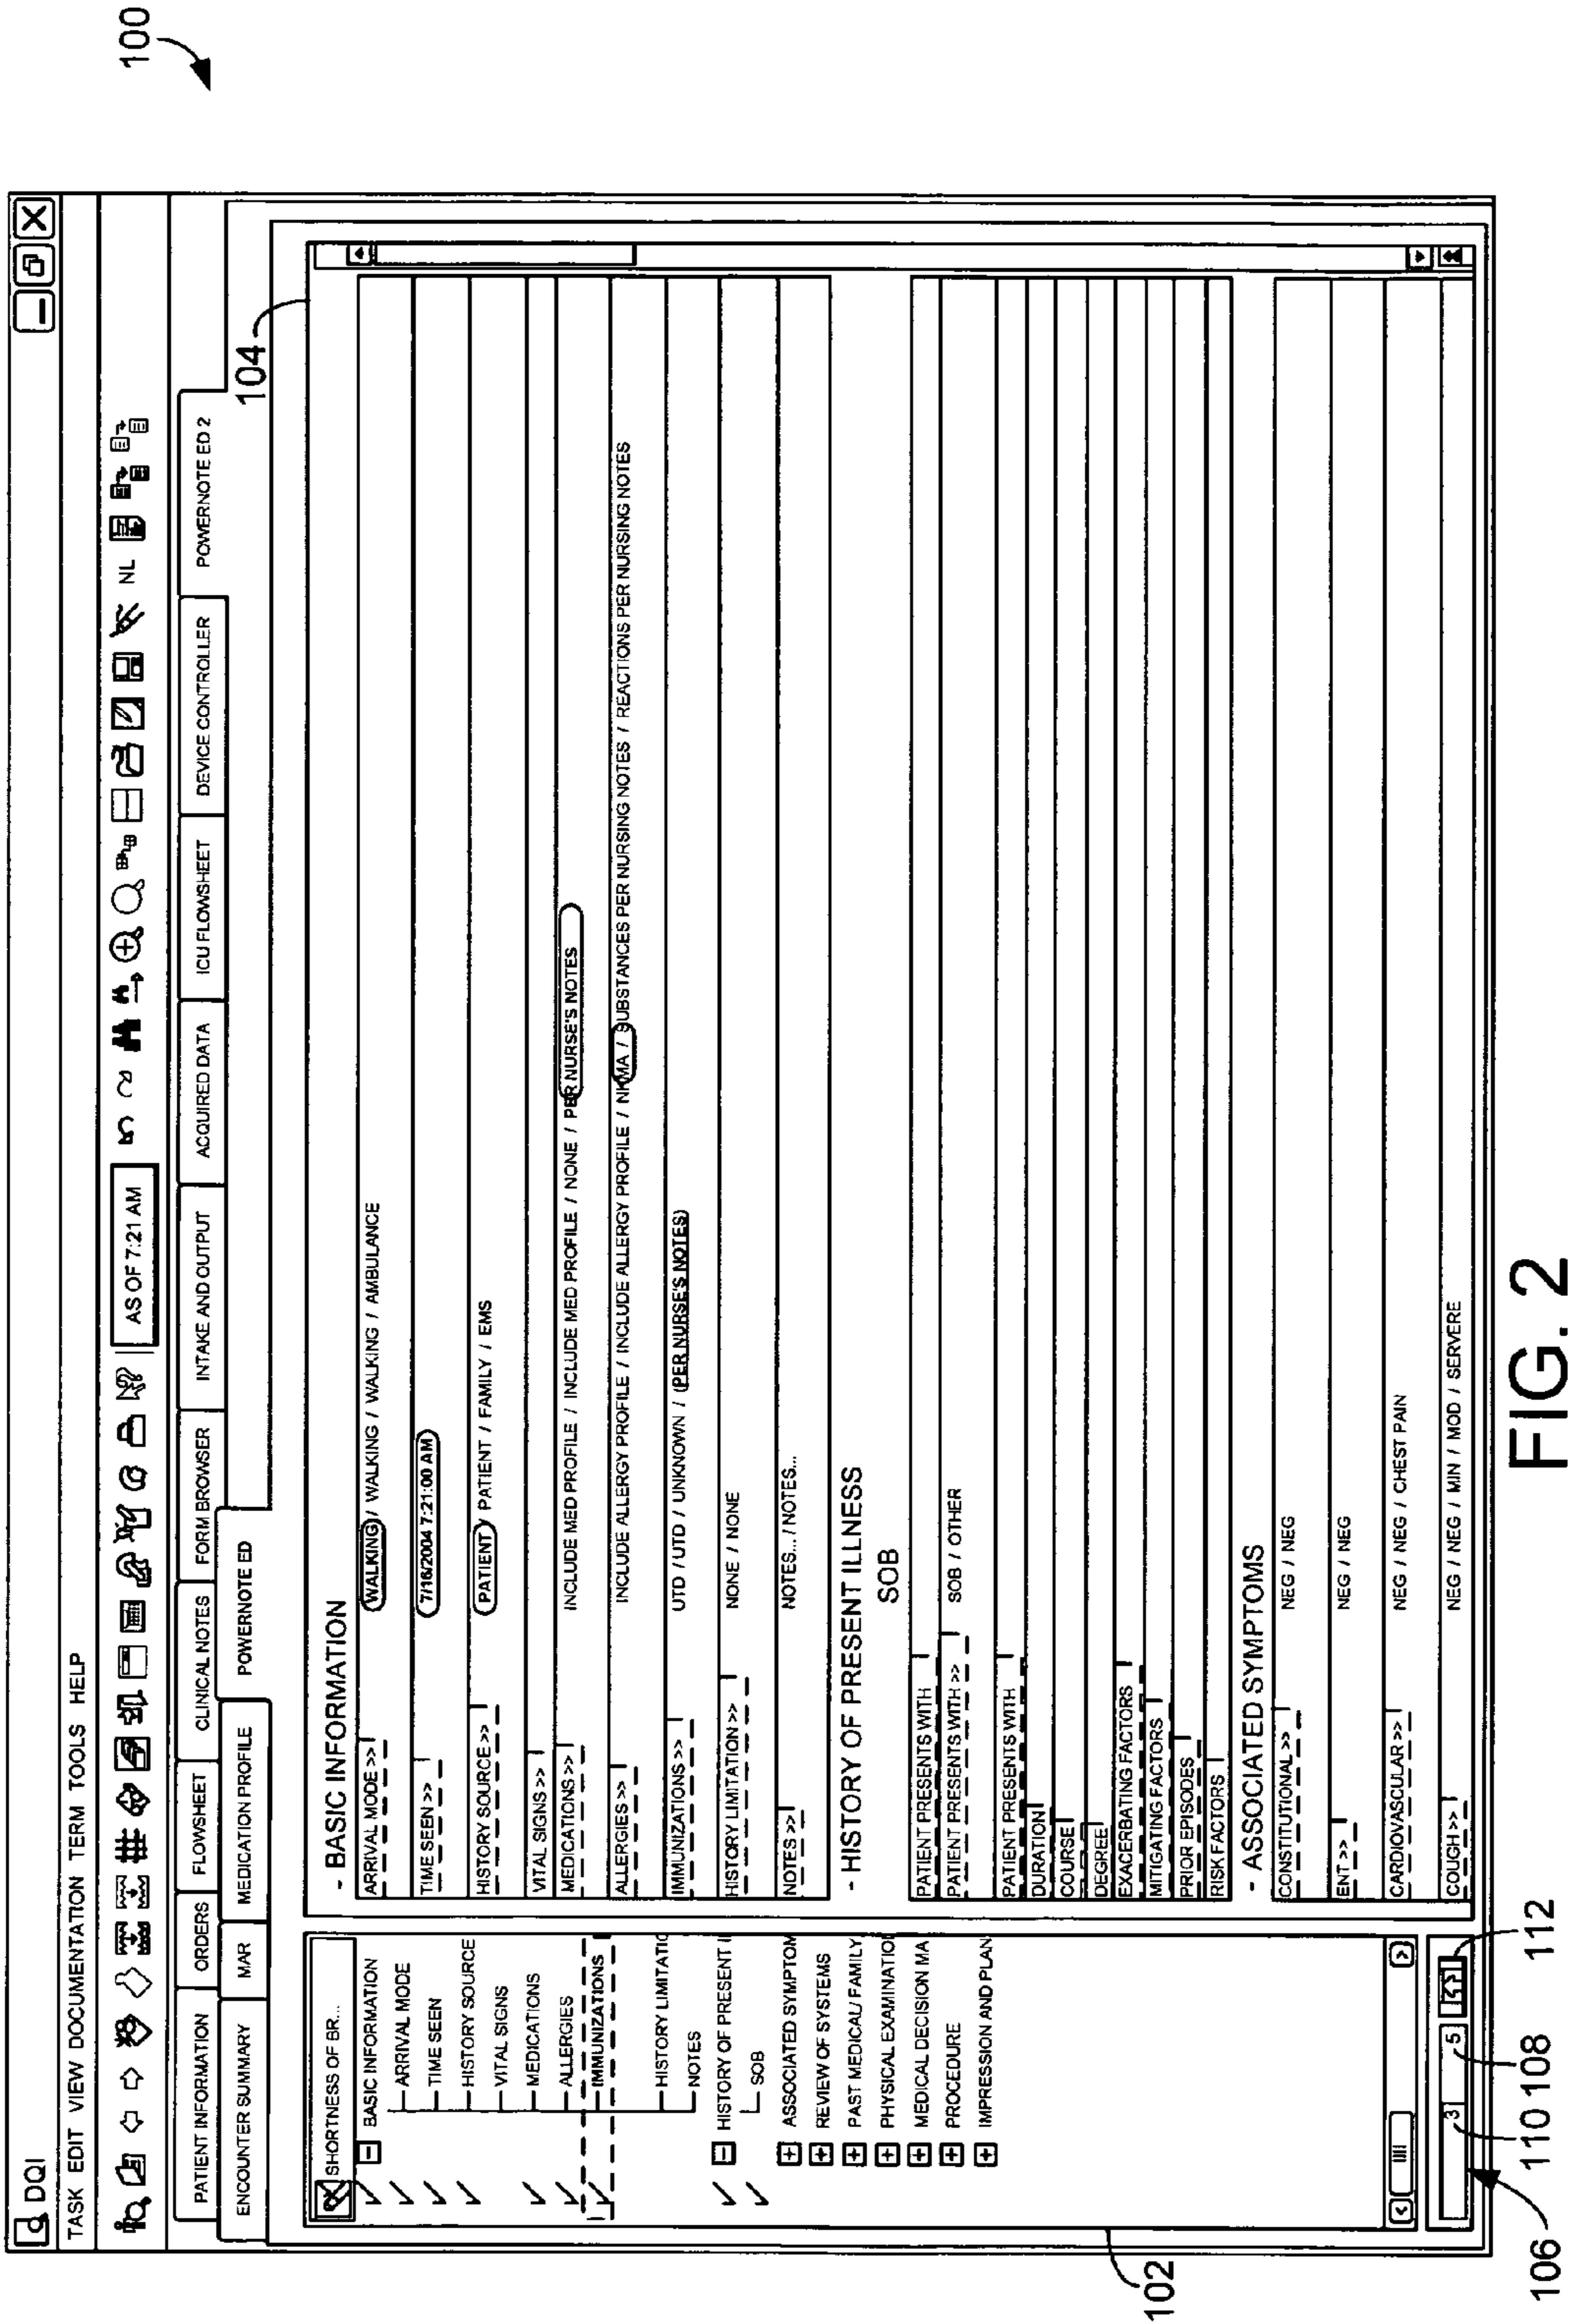 100
DQI
TASK EDIT VIEW DOCUMENTATION TERM TOOLS HELP
AS OF 7:21 AM
NL
PATIENT INFORMATION
ORDERS
FLOWSHEET
CLINICAL NOTES
FORM BROWSER
INTAKE AND OUTPUT
ACQUIRED DATA
ICU FLOWSHEET
DEVICE CONTROLLER
POWERNOTE ED 2
ENCOUNTER SUMMARY
MAR
MEDICATION PROFILE
POWERNOTE ED
104
SHORTNESS OF BR...
BASIC INFORMATION
ARRIVAL MODE
TIME SEEN
HISTORY SOURCE
VITAL SIGNS
MEDICATIONS
ALLERGIES
IMMUNIZATIONS
HISTORY LIMITATIO
NOTES
HISTORY OF PRESENT I
SOB
ASSOCIATED SYMPTOM
REVIEW OF SYSTEMS
PAST MEDICAL/ FAMILY
PHYSICAL EXAMINATIO
MEDICAL DECISION MA
PROCEDURE
IMPRESSION AND PLAN
102
- BASIC INFORMATION
ARRIVAL MODE >> WALKING / WALKING / WALKING / AMBULANCE
TIME SEEN >> 7/16/2004 7:21:00 AM
HISTORY SOURCE >> PATIENT / PATIENT / FAMILY / EMS
VITAL SIGNS >>
MEDICATIONS >> INCLUDE MED PROFILE / INCLUDE MED PROFILE / NONE / PER NURSE'S NOTES
ALLERGIES >> INCLUDE ALLERGY PROFILE / INCLUDE ALLERGY PROFILE / NKMA / SUBSTANCES PER NURSING NOTES / REACTIONS PER NURSING NOTES
IMMUNIZATIONS >> UTD / UTD / UNKNOWN / (PER NURSE'S NOTES)
HISTORY LIMITATION >> NONE / NONE
NOTES >> NOTES... / NOTES...
- HISTORY OF PRESENT ILLNESS
SOB
PATIENT PRESENTS WITH
PATIENT PRESENTS WITH >> SOB / OTHER
PATIENT PRESENTS WITH
DURATION
COURSE
DEGREE
EXACERBATING FACTORS
MITIGATING FACTORS
PRIOR EPISODES
RISK FACTORS
- ASSOCIATED SYMPTOMS
CONSTITUTIONAL >> NEG / NEG
ENT >> NEG / NEG
CARDIOVASCULAR >> NEG / NEG / CHEST PAIN
COUGH >> NEG / NEG / MIN / MOD / SERVERE
3 5
106 110 108 112
FIG. 2